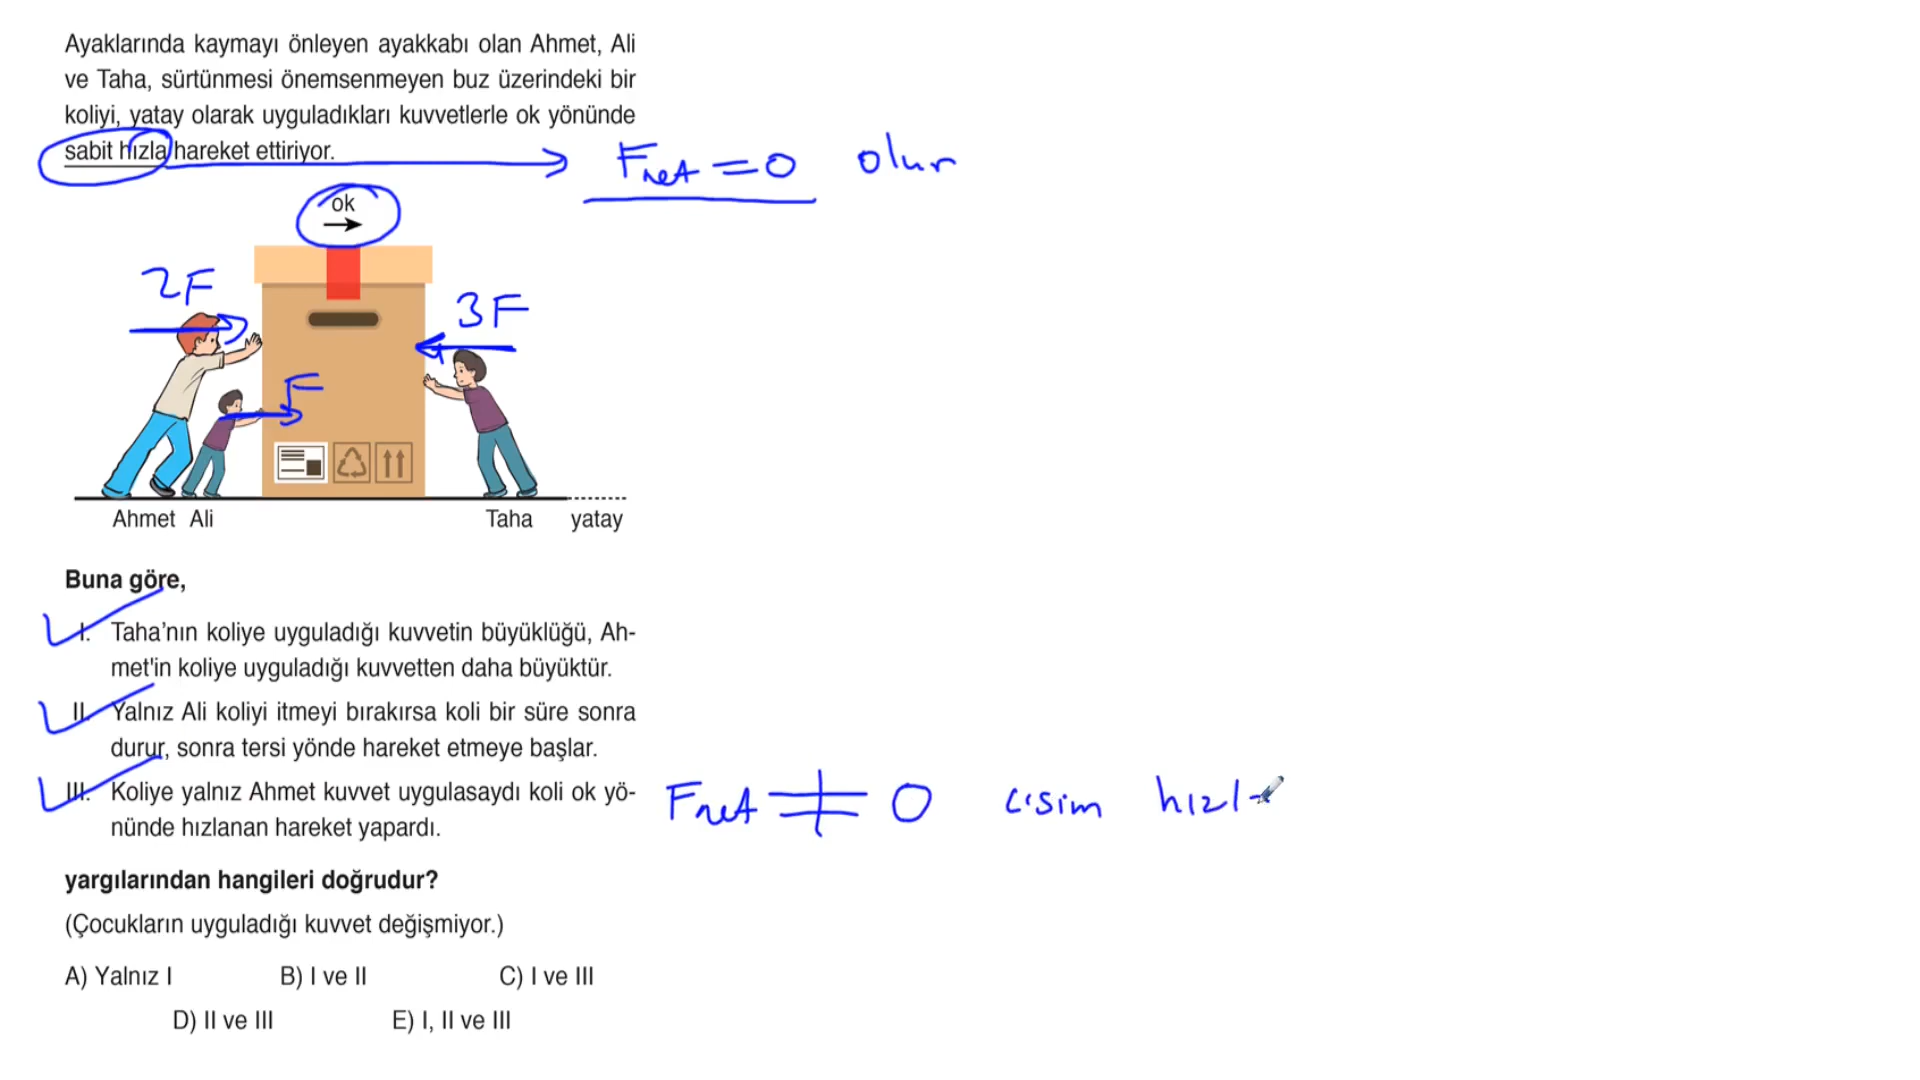 Ayaklarında kaymayı önleyen ayakkabı olan Ahmet, Ali
ve Taha, sürtünmesi önemsenmeyen buz üzerindeki bir
koliyi, yatay olarak uyguladıkları kuvvetlerle ok yönünde
sabit hızla hareket ettiriyor.
Fnet = 0 olur
ok
2F
3F
F
Ahmet Ali Taha yatay
Buna göre,
I. Taha'nın koliye uyguladığı kuvvetin büyüklüğü, Ah-
met'in koliye uyguladığı kuvvetten daha büyüktür.
II. Yalnız Ali koliyi itmeyi bırakırsa koli bir süre sonra
durur, sonra tersi yönde hareket etmeye başlar.
III. Koliye yalnız Ahmet kuvvet uygulasaydı koli ok yö-
nünde hızlanan hareket yapardı.
Fnet ≠ 0 cisim hızl
yargılarından hangileri doğrudur?
(Çocukların uyguladığı kuvvet değişmiyor.)
A) Yalnız I B) I ve II C) I ve III
D) II ve III E) I, II ve III